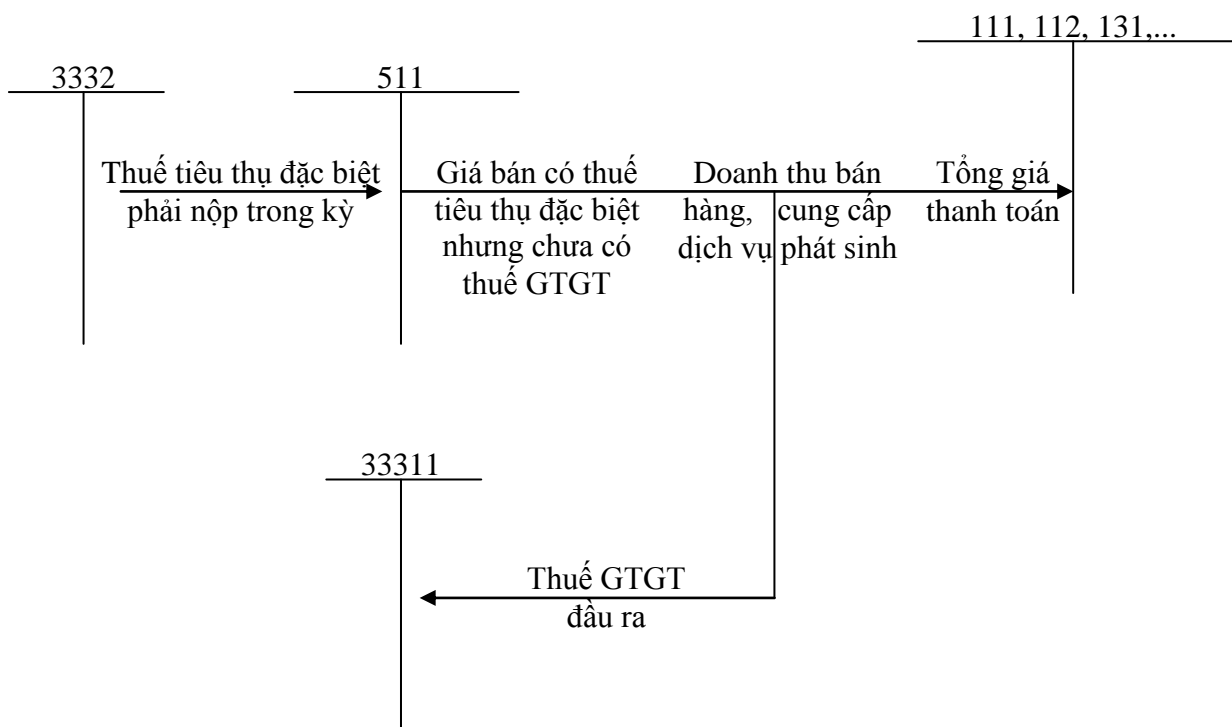 111, 112, 131,...
3332
511
Thuế tiêu thụ đặc biệt
phải nộp trong kỳ
Giá bán có thuế
tiêu thụ đặc biệt
nhưng chưa có
thuế GTGT
Doanh thu bán
hàng, cung cấp
dịch vụ phát sinh
Tổng giá
thanh toán
33311
Thuế GTGT
đầu ra